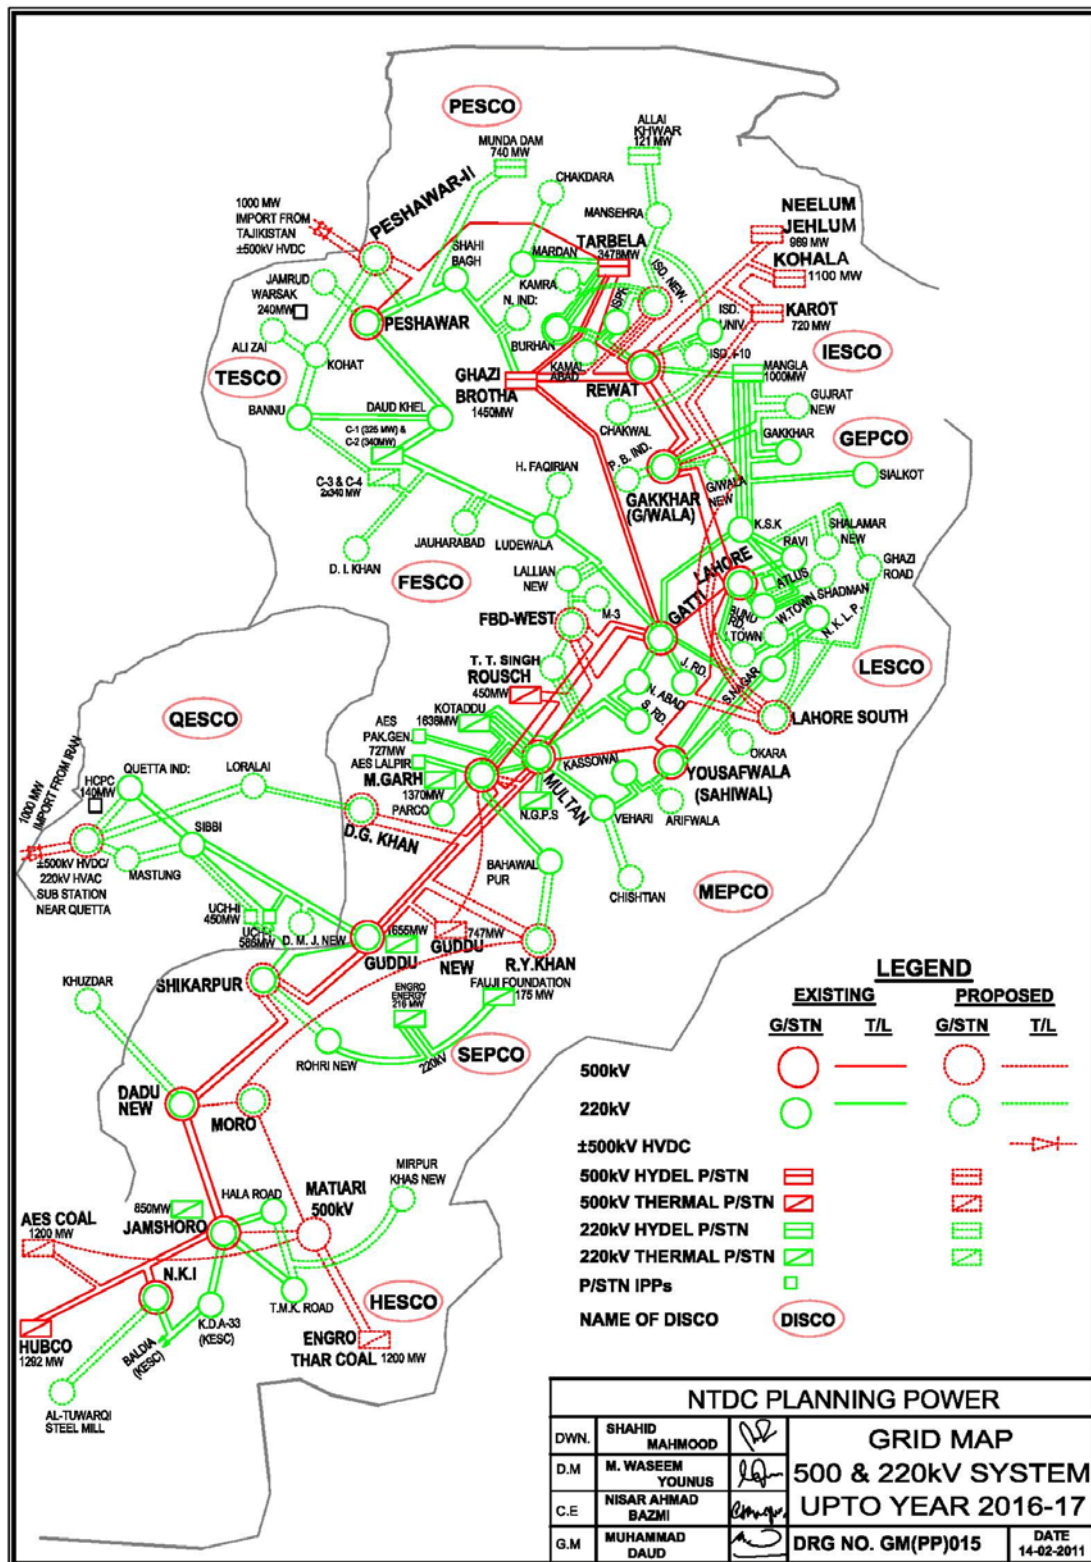 PESCO
MUNDA DAM
740 MW
ALLAI
KHWAR
121 MW
CHAKDARA
PESHAWAR-II
1000 MW
IMPORT FROM
TAJIKISTAN
±500kV HVDC
MANSEHRA
NEELUM
JEHLUM
969 MW
SHAHI
BAGH
MARDAN
TARBELA
3478MW
KOHALA
1100 MW
JAMRUD
WARSAK
240MW
KAMRA
ISD. NEW.
N. IND:
ISPR
ISD.
UNIV.
KAROT
720 MW
PESHAWAR
ALI ZAI
BURHAN
ISD. I-10
IESCO
KOHAT
KAMAL
ABAD
MANGLA
1000MW
TESCO
GHAZI
BROTHA
1450MW
REWAT
GUJRAT
NEW
BANNU
DAUD KHEL
CHAKWAL
GEPCO
C-1 (325 MW) &
C-2 (340MW)
P. B. IND.
GAKKHAR
H. FAQIRIAN
SIALKOT
C-3 & C-4
2x340 MW
GAKKHAR
(G/WALA)
G/WALA
NEW
K.S.K
SHALAMAR
NEW
JAUHARABAD
LUDEWALA
RAVI
D. I. KHAN
LAHORE
GHAZI
ROAD
FESCO
LALLIAN
NEW
ATLUS
GATTI
BUND
RD.
SHADMAN
M-3
W.TOWN
FBD-WEST
TOWN
N. K. L. P.
T. T. SINGH
J. RD.
LESCO
ROUSCH
450MW
N. ABAD
S.NAGAR
QESCO
KOTADDU
1638MW
S. RD.
LAHORE SOUTH
AES
PAK.GEN.
727MW
OKARA
1000 MW
IMPORT FROM IRAN
HCPC
140MW
QUETTA IND:
LORALAI
AES LALPIR
KASSOWAL
YOUSAFWALA
(SAHIWAL)
M.GARH
1370MW
MULTAN
PARCO
N.G.P.S
VEHARI
ARIFWALA
D.G. KHAN
SIBBI
±500kV HVDC/
220kV HVAC
SUB STATION
NEAR QUETTA
MASTUNG
BAHAWAL
PUR
CHISHTIAN
MEPCO
UCH-II
450MW
UCH-I
586MW
D. M. J. NEW
1655MW
GUDDU
747MW
GUDDU
NEW
R.Y.KHAN
KHUZDAR
SHIKARPUR
FAUJI FOUNDATION
175 MW
ENGRO
ENERGY
216 MW
ROHRI NEW
220kV
SEPCO
DADU
NEW
MORO
MIRPUR
KHAS NEW
850MW
HALA ROAD
MATIARI
500kV
AES COAL
1200 MW
JAMSHORO
N.K.I
T.M.K. ROAD
HESCO
K.D.A-33
(KESC)
HUBCO
1292 MW
BALDIA
(KESC)
ENGRO
THAR COAL 1200 MW
AL-TUWARQI
STEEL MILL
LEGEND
EXISTING PROPOSED
G/STN T/L G/STN T/L
500kV
220kV
±500kV HVDC
500kV HYDEL P/STN
500kV THERMAL P/STN
220kV HYDEL P/STN
220kV THERMAL P/STN
P/STN IPPs
NAME OF DISCO DISCO
NTDC PLANNING POWER
DWN. SHAHID
MAHMOOD
D.M M. WASEEM
YOUNUS
C.E NISAR AHMAD
BAZMI
G.M MUHAMMAD
DAUD
GRID MAP
500 & 220kV SYSTEM
UPTO YEAR 2016-17
DRG NO. GM(PP)015
DATE
14-02-2011